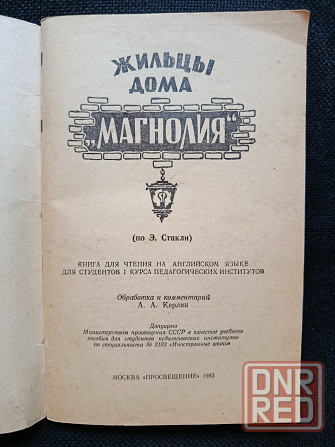 ЖИЛЬЦЫ
ДОМА
„МАГНОЛИЯ“
(по Э. Стякли)
КНИГА ДЛЯ ЧТЕНИЯ НА АНГЛИЙСКОМ ЯЗЫКЕ
ДЛЯ СТУДЕНТОВ I КУРСА ПЕДАГОГИЧЕСКИХ ИНСТИТУТОВ
Обработка и комментарий
А. А. Керлин
Допущено
Министерством просвещения СССР в качестве учебного
пособия для студентов педагогических институтов
по специальности № 2103 «Иностранные языки»
МОСКВА «ПРОСВЕЩЕНИЕ» 1983
DNR
RED